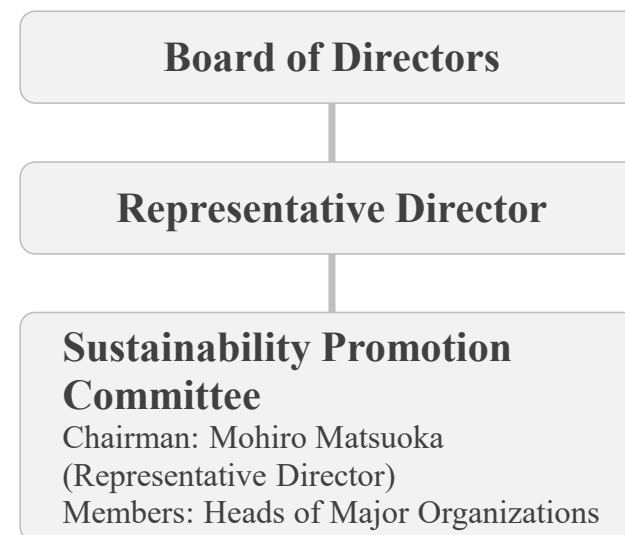 Board of Directors
Representative Director
Sustainability Promotion
Committee
Chairman: Mohiro Matsuoka
(Representative Director)
Members: Heads of Major Organizations